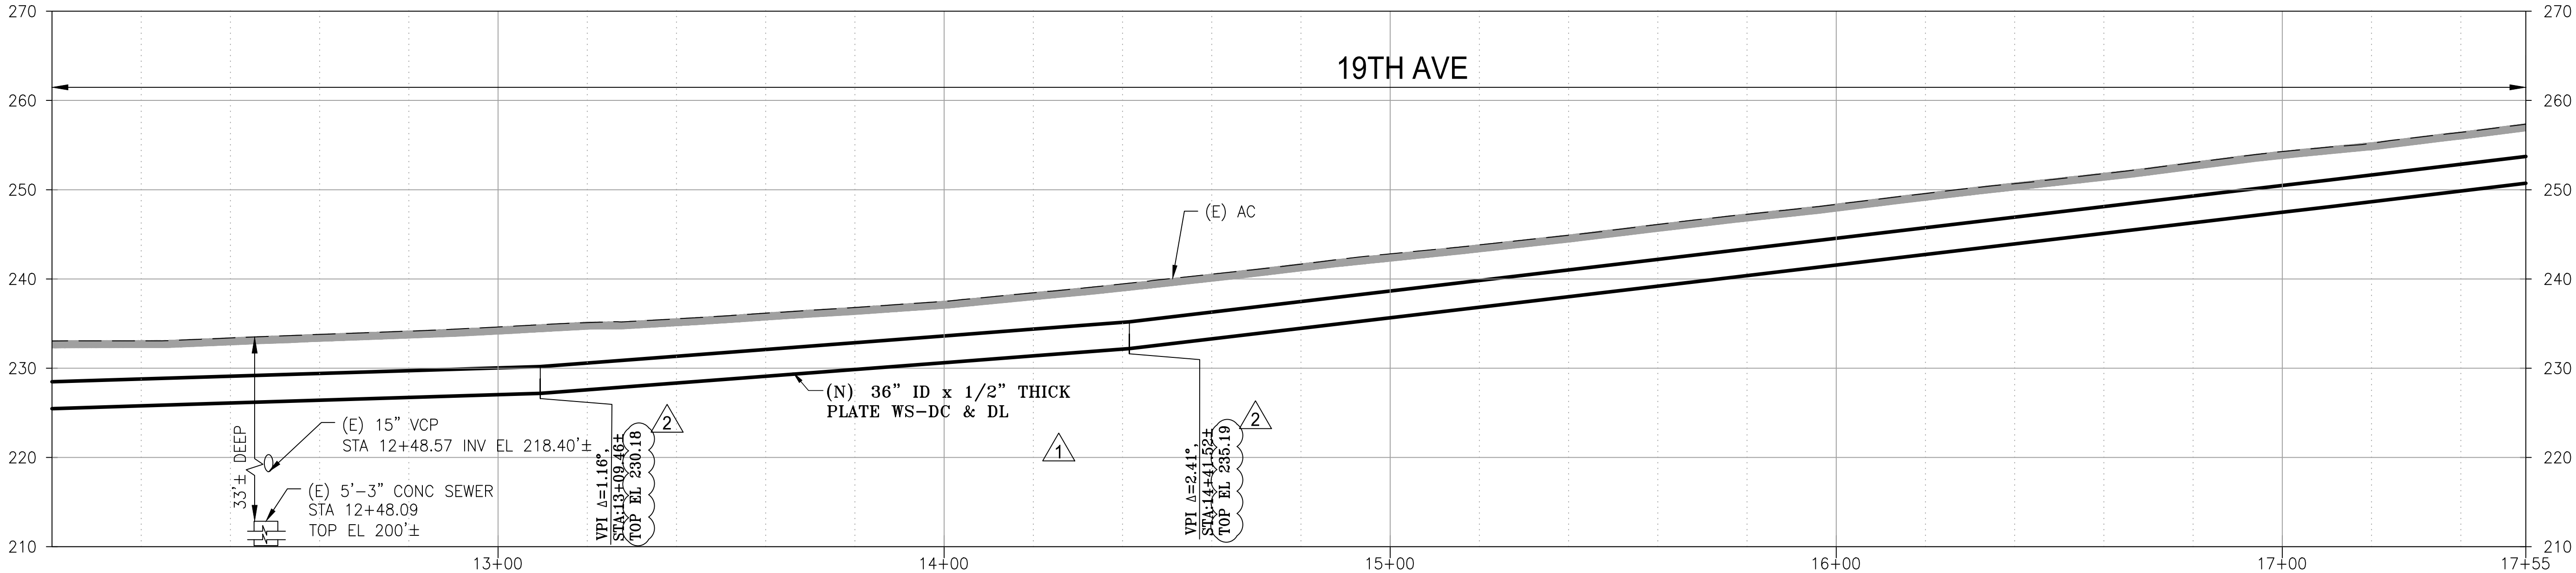 270
270
19TH AVE
260
260
250
250
(E) AC
240
240
230
230
(N) 36" ID x 1/2" THICK
PLATE WS-DC & DL
220
220
210
210
33'± DEEP
(E) 15" VCP
STA 12+48.57 INV EL 218.40'±
(E) 5'-3" CONC SEWER
STA 12+48.09
TOP EL 200'±
VPI Δ=1.16°,
STA:13+09.46±
TOP EL 230.18
2
1
VPI Δ=2.41°,
STA:14+41.52±
TOP EL 235.19
2
13+00
14+00
15+00
16+00
17+00
17+55